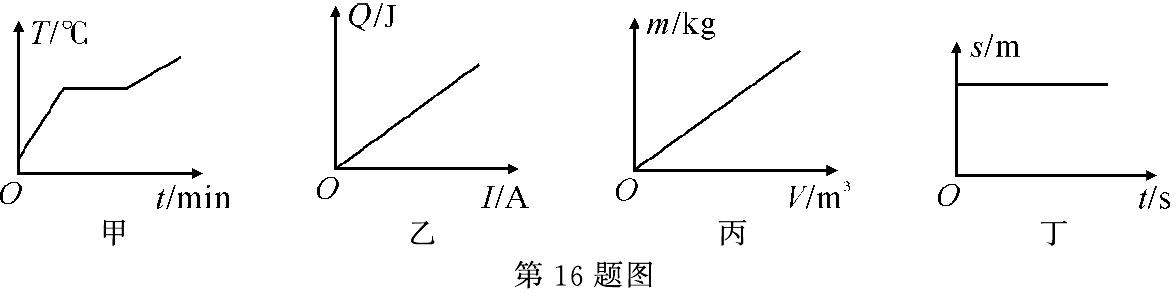 T/℃ Q/J m/kg s/m
O t/min O I/A O V/m³ O t/s
甲 乙 丙 丁
第 16 题图